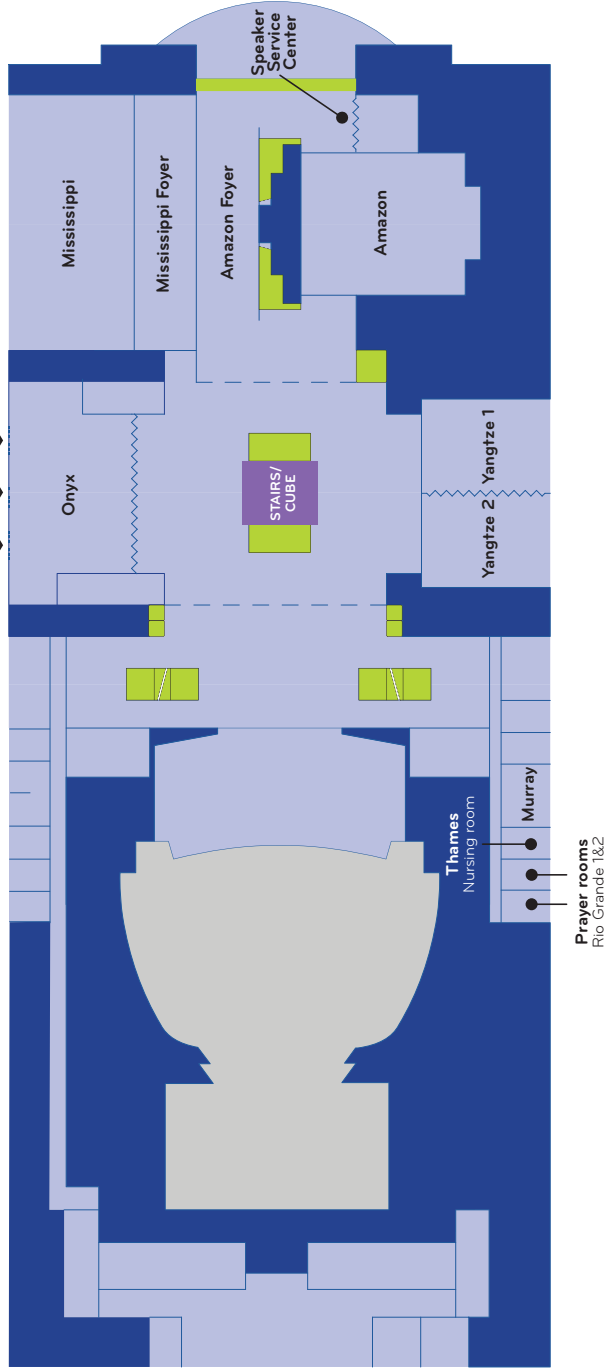 Mississippi
Mississippi Foyer
Amazon Foyer
Speaker
Service
Center
Amazon
Onyx
STAIRS/
CUBE
Yangtze 1
Yangtze 2
Murray
Thames
Nursing room
Prayer rooms
Rio Grande 1&2